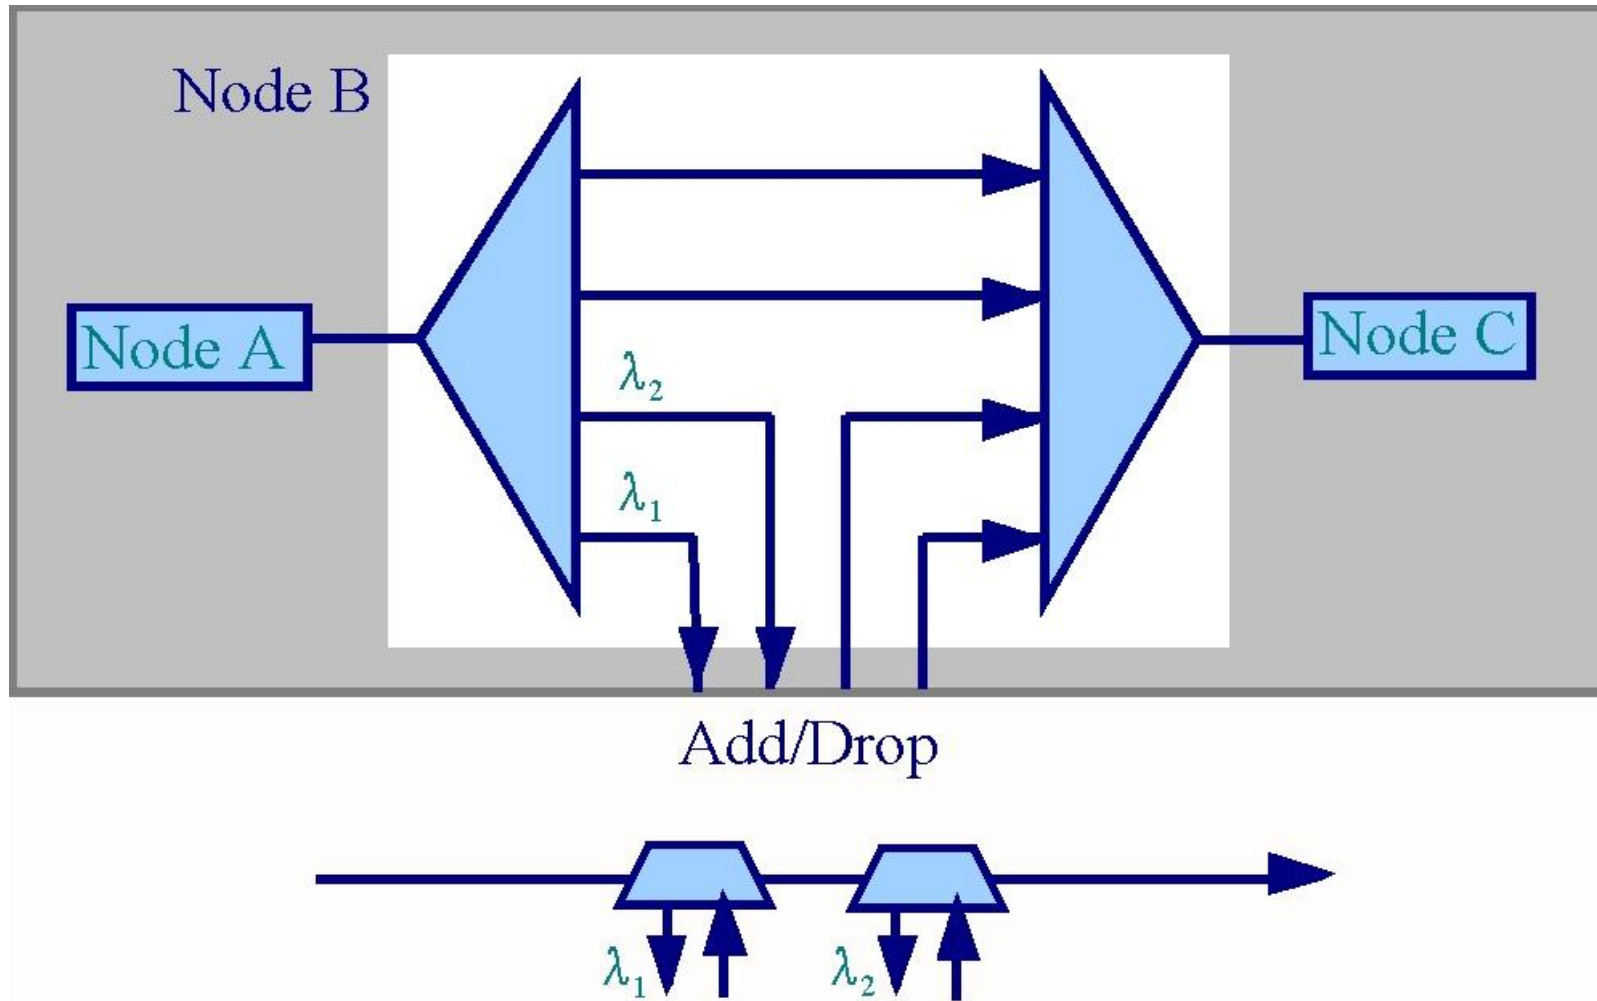 Node B
Node A
Node C
λ₂
λ₁
Add/Drop
λ₁
λ₂